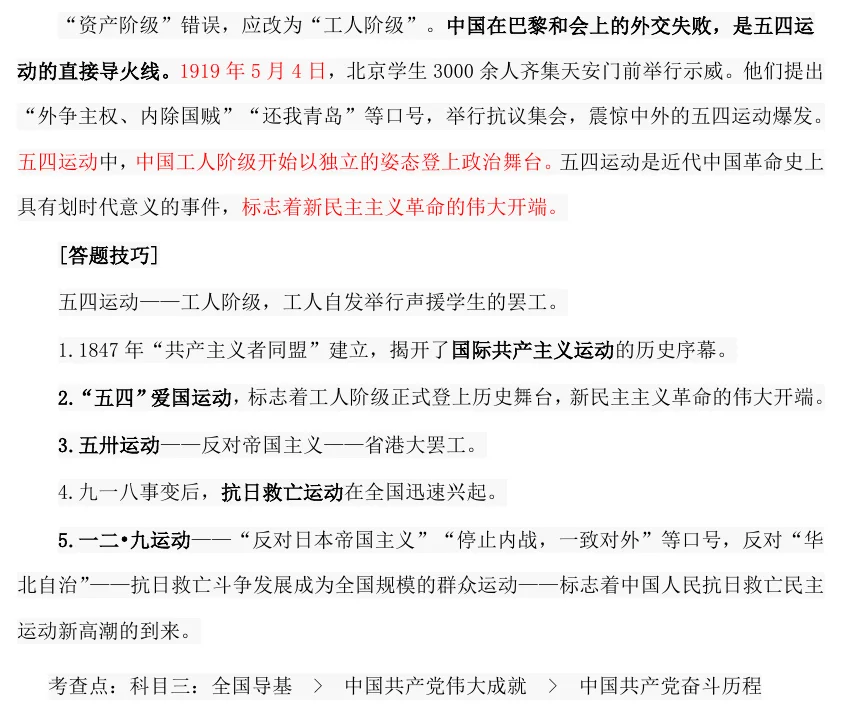 “资产阶级”错误，应改为“工人阶级”。中国在巴黎和会上的外交失败，是五四运
动的直接导火线。1919 年 5 月 4 日，北京学生 3000 余人齐集天安门前举行示威。他们提出
“外争主权、内除国贼”“还我青岛”等口号，举行抗议集会，震惊中外的五四运动爆发。
五四运动中，中国工人阶级开始以独立的姿态登上政治舞台。五四运动是近代中国革命史上
具有划时代意义的事件，标志着新民主主义革命的伟大开端。
[答题技巧]
五四运动——工人阶级，工人自发举行声援学生的罢工。
1.1847 年“共产主义者同盟”建立，揭开了国际共产主义运动的历史序幕。
2.“五四”爱国运动，标志着工人阶级正式登上历史舞台，新民主主义革命的伟大开端。
3.五卅运动——反对帝国主义——省港大罢工。
4.九一八事变后，抗日救亡运动在全国迅速兴起。
5.一二•九运动——“反对日本帝国主义”“停止内战，一致对外”等口号，反对“华
北自治”——抗日救亡斗争发展成为全国规模的群众运动——标志着中国人民抗日救亡民主
运动新高潮的到来。
考查点：科目三：全国导基 > 中国共产党伟大成就 > 中国共产党奋斗历程